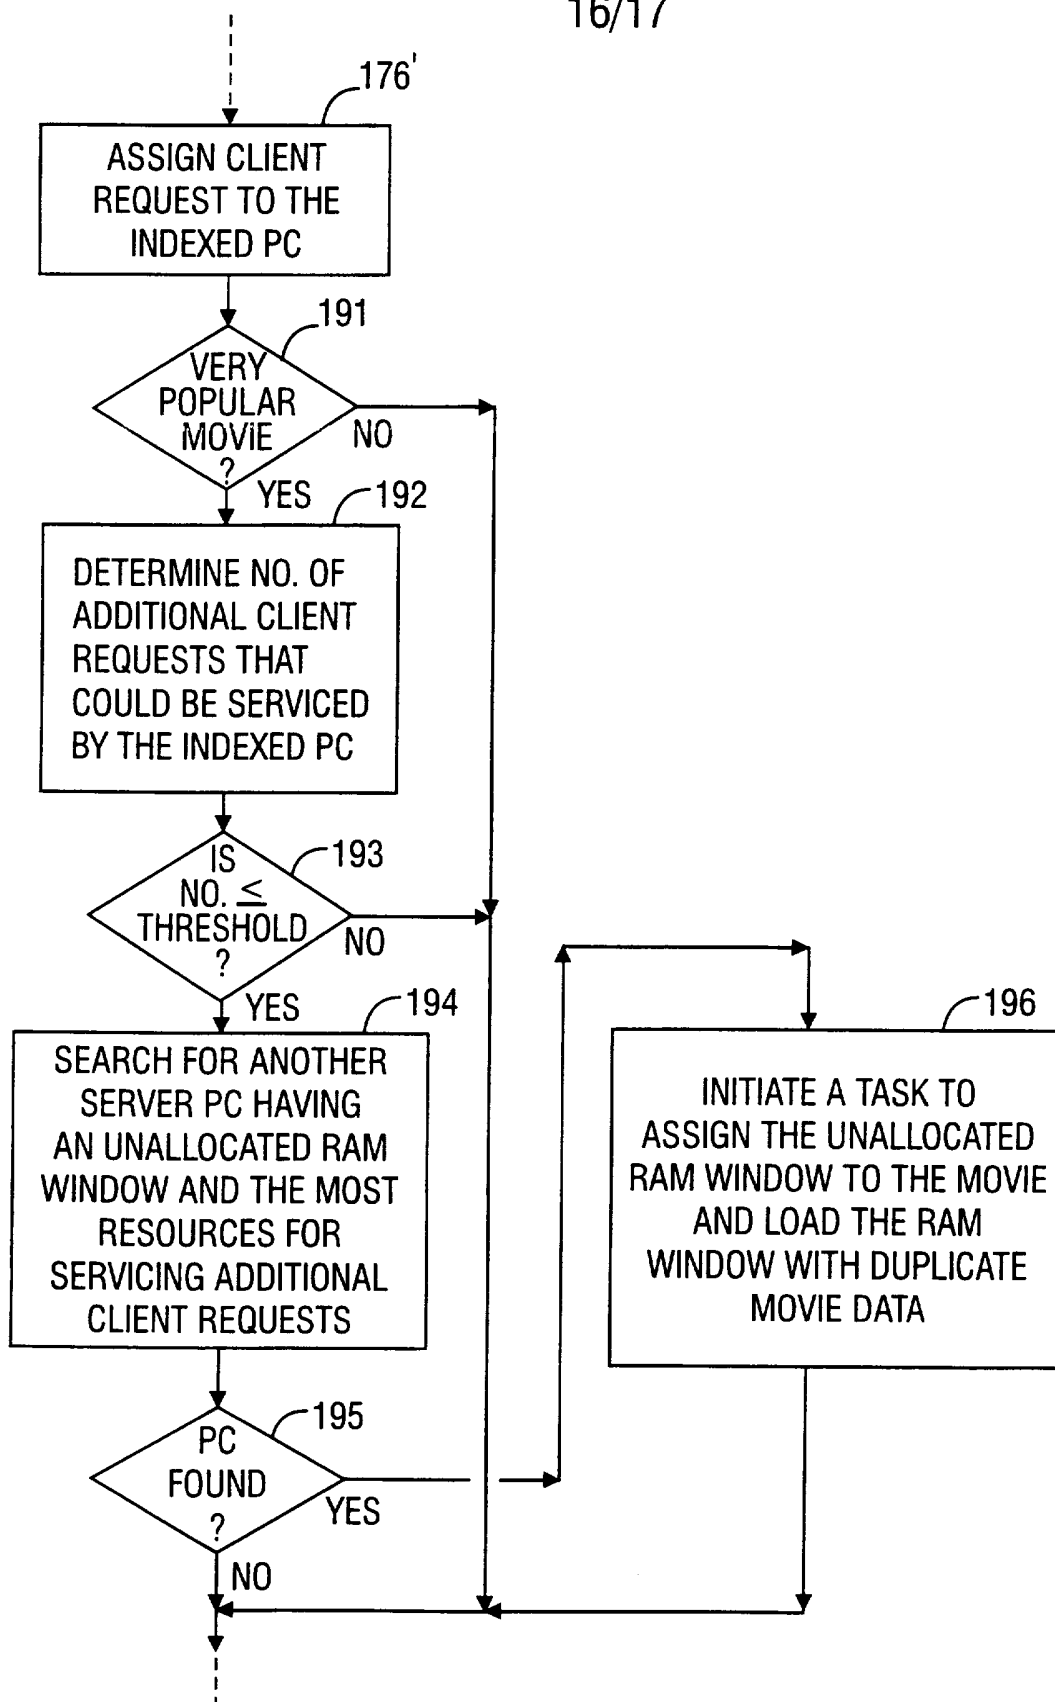 16/17
176'
ASSIGN CLIENT
REQUEST TO THE
INDEXED PC
191
VERY
POPULAR
MOVIE
?
NO
YES
192
DETERMINE NO. OF
ADDITIONAL CLIENT
REQUESTS THAT
COULD BE SERVICED
BY THE INDEXED PC
193
IS
NO. ≤
THRESHOLD
?
NO
YES
194
SEARCH FOR ANOTHER
SERVER PC HAVING
AN UNALLOCATED RAM
WINDOW AND THE MOST
RESOURCES FOR
SERVICING ADDITIONAL
CLIENT REQUESTS
196
INITIATE A TASK TO
ASSIGN THE UNALLOCATED
RAM WINDOW TO THE MOVIE
AND LOAD THE RAM
WINDOW WITH DUPLICATE
MOVIE DATA
195
PC
FOUND
?
YES
NO